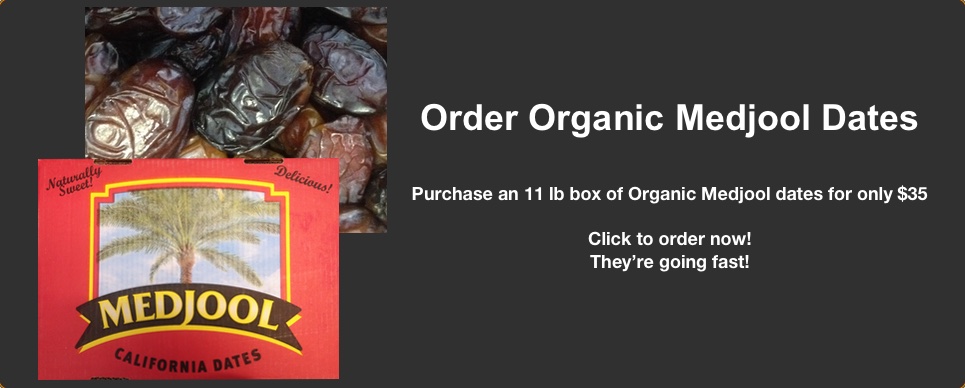 Order Organic Medjool Dates
Purchase an 11 lb box of Organic Medjool dates for only $35
Click to order now!
They’re going fast!
Naturally
Sweet!
Delicious!
MEDJOOL
CALIFORNIA DATES